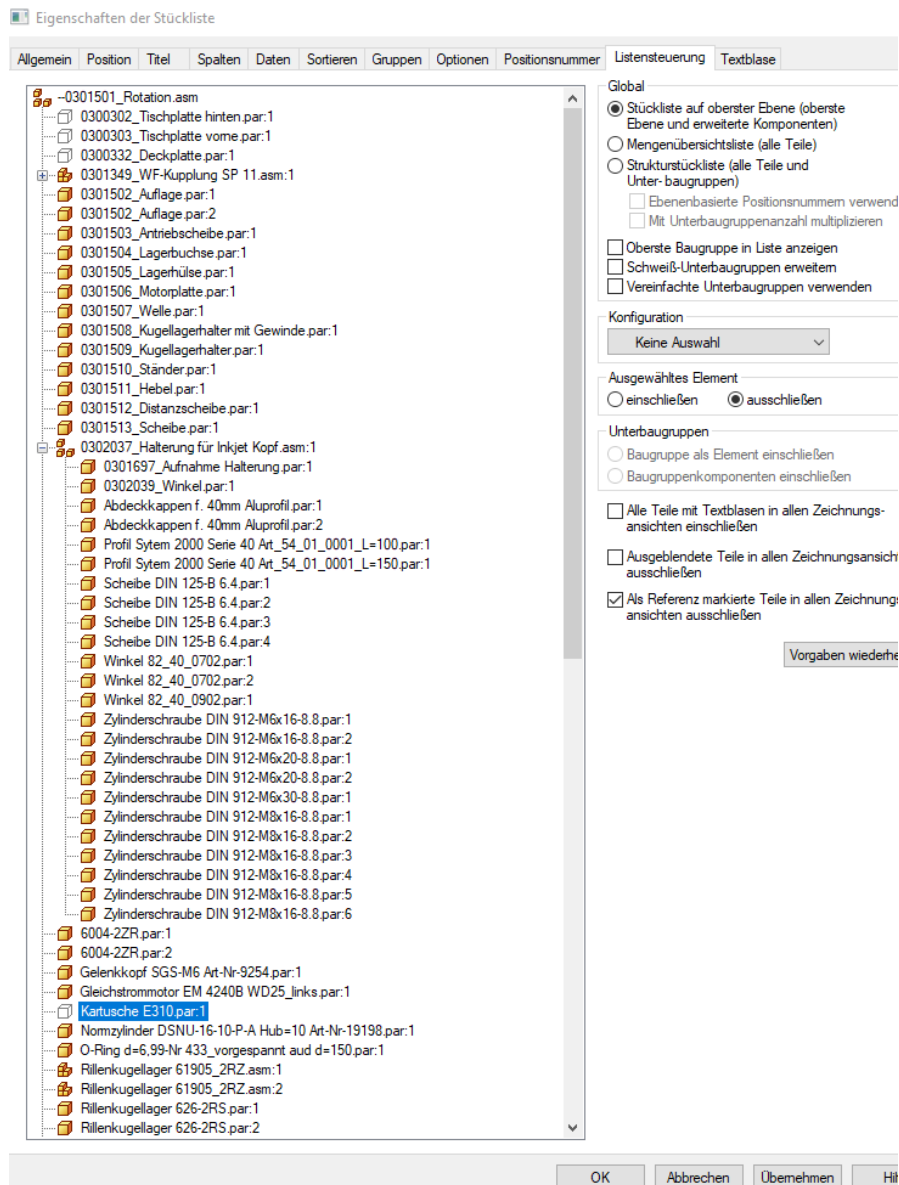 Eigenschaften der Stückliste
Allgemein Position Titel Spalten Daten Sortieren Gruppen Optionen Positionsnummer Listensteuerung Textblase
--0301501_Rotation.asm
0300302_Tischplatte hinten.par:1
0300303_Tischplatte vorne.par:1
0300332_Deckplatte.par:1
0301349_WF-Kupplung SP 11.asm:1
0301502_Auflage.par:1
0301502_Auflage.par:2
0301503_Antriebscheibe.par:1
0301504_Lagerbuchse.par:1
0301505_Lagerhülse.par:1
0301506_Motorplatte.par:1
0301507_Welle.par:1
0301508_Kugellagerhalter mit Gewinde.par:1
0301509_Kugellagerhalter.par:1
0301510_Ständer.par:1
0301511_Hebel.par:1
0301512_Distanzscheibe.par:1
0301513_Scheibe.par:1
0302037_Halterung für Inkjet Kopf.asm:1
0301697_Aufnahme Halterung.par:1
0302039_Winkel.par:1
Abdeckkappen f. 40mm Aluprofil.par:1
Abdeckkappen f. 40mm Aluprofil.par:2
Profil Sytem 2000 Serie 40 Art_54_01_0001_L=100.par:1
Profil Sytem 2000 Serie 40 Art_54_01_0001_L=150.par:1
Scheibe DIN 125-B 6.4.par:1
Scheibe DIN 125-B 6.4.par:2
Scheibe DIN 125-B 6.4.par:3
Scheibe DIN 125-B 6.4.par:4
Winkel 82_40_0702.par:1
Winkel 82_40_0702.par:2
Winkel 82_40_0902.par:1
Zylinderschraube DIN 912-M6x16-8.8.par:1
Zylinderschraube DIN 912-M6x16-8.8.par:2
Zylinderschraube DIN 912-M6x20-8.8.par:1
Zylinderschraube DIN 912-M6x20-8.8.par:2
Zylinderschraube DIN 912-M6x30-8.8.par:1
Zylinderschraube DIN 912-M8x16-8.8.par:1
Zylinderschraube DIN 912-M8x16-8.8.par:2
Zylinderschraube DIN 912-M8x16-8.8.par:3
Zylinderschraube DIN 912-M8x16-8.8.par:4
Zylinderschraube DIN 912-M8x16-8.8.par:5
Zylinderschraube DIN 912-M8x16-8.8.par:6
6004-2ZR.par:1
6004-2ZR.par:2
Gelenkkopf SGS-M6 Art-Nr-9254.par:1
Gleichstrommotor EM 4240B WD25_links.par:1
Kartusche E310.par:1
Normzylinder DSNU-16-10-P-A Hub=10 Art-Nr-19198.par:1
O-Ring d=6,99-Nr 433_vorgespannt aud d=150.par:1
Rillenkugellager 61905_2RZ.asm:1
Rillenkugellager 61905_2RZ.asm:2
Rillenkugellager 626-2RS.par:1
Rillenkugellager 626-2RS.par:2
Global
Stückliste auf oberster Ebene (oberste
Ebene und erweiterte Komponenten)
Mengenübersichtsliste (alle Teile)
Strukturstückliste (alle Teile und
Unter- baugruppen)
Ebenenbasierte Positionsnummern verwend
Mit Unterbaugruppenanzahl multiplizieren
Oberste Baugruppe in Liste anzeigen
Schweiß-Unterbaugruppen erweitern
Vereinfachte Unterbaugruppen verwenden
Konfiguration
Keine Auswahl
Ausgewähltes Element
einschließen ausschließen
Unterbaugruppen
Baugruppe als Element einschließen
Baugruppenkomponenten einschließen
Alle Teile mit Textblasen in allen Zeichnungs-
ansichten einschließen
Ausgeblendete Teile in allen Zeichnungsansicht
ausschließen
Als Referenz markierte Teile in allen Zeichnungs
ansichten ausschließen
Vorgaben wiederhe
OK Abbrechen Übernehmen Hil